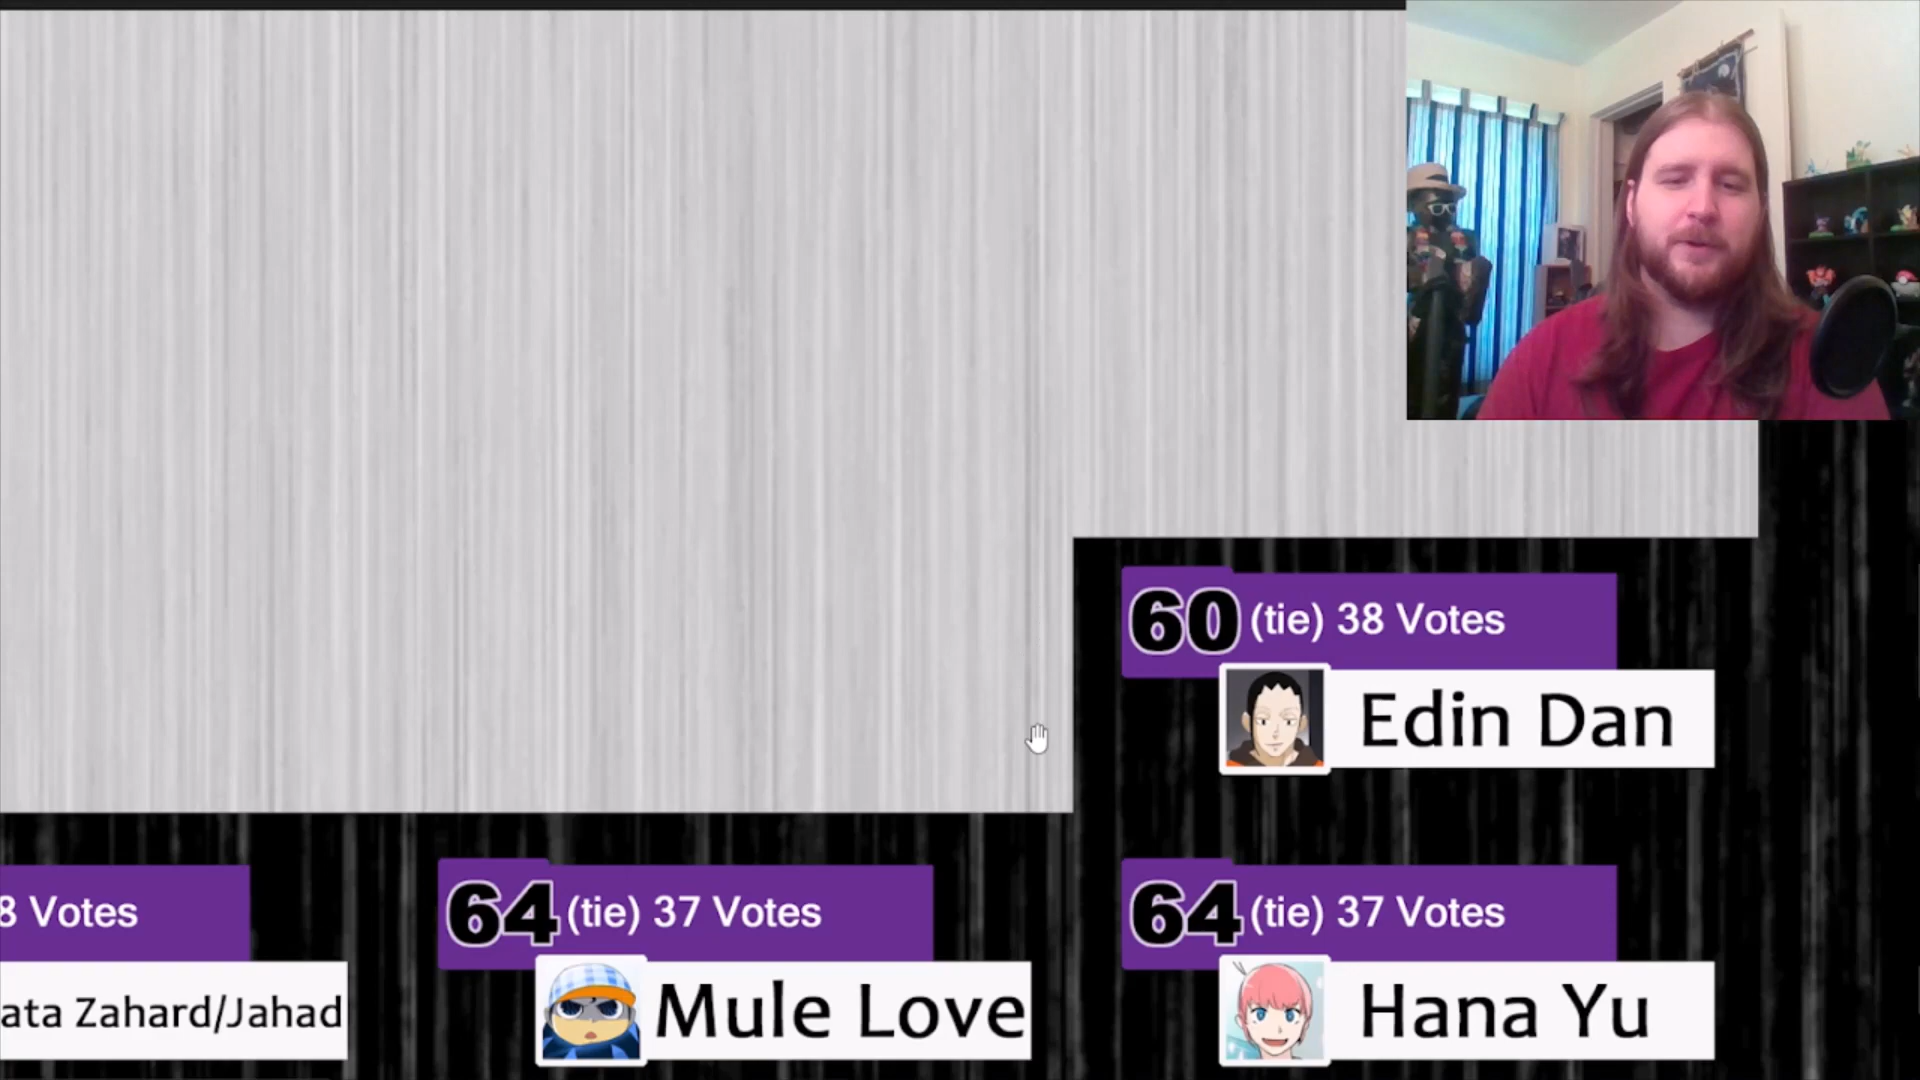 60 (tie) 38 Votes
Edin Dan
8 Votes
64 (tie) 37 Votes
64 (tie) 37 Votes
ata Zahard/Jahad
Mule Love
Hana Yu